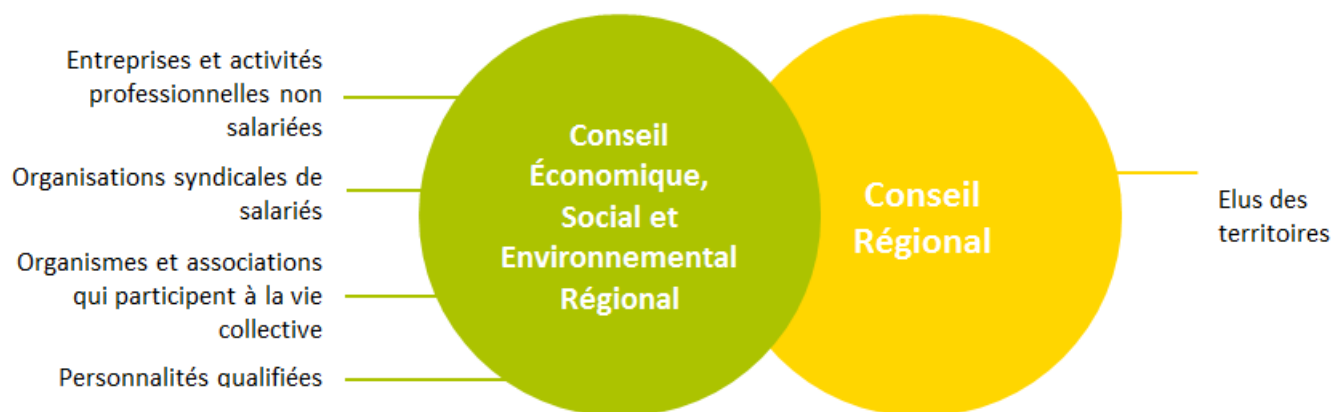 Entreprises et activités
professionnelles non
salariées
Organisations syndicales de
salariés
Organismes et associations
qui participent à la vie
collective
Personnalités qualifiées
Conseil
Économique,
Social et
Environnemental
Régional
Conseil
Régional
Elus des
territoires